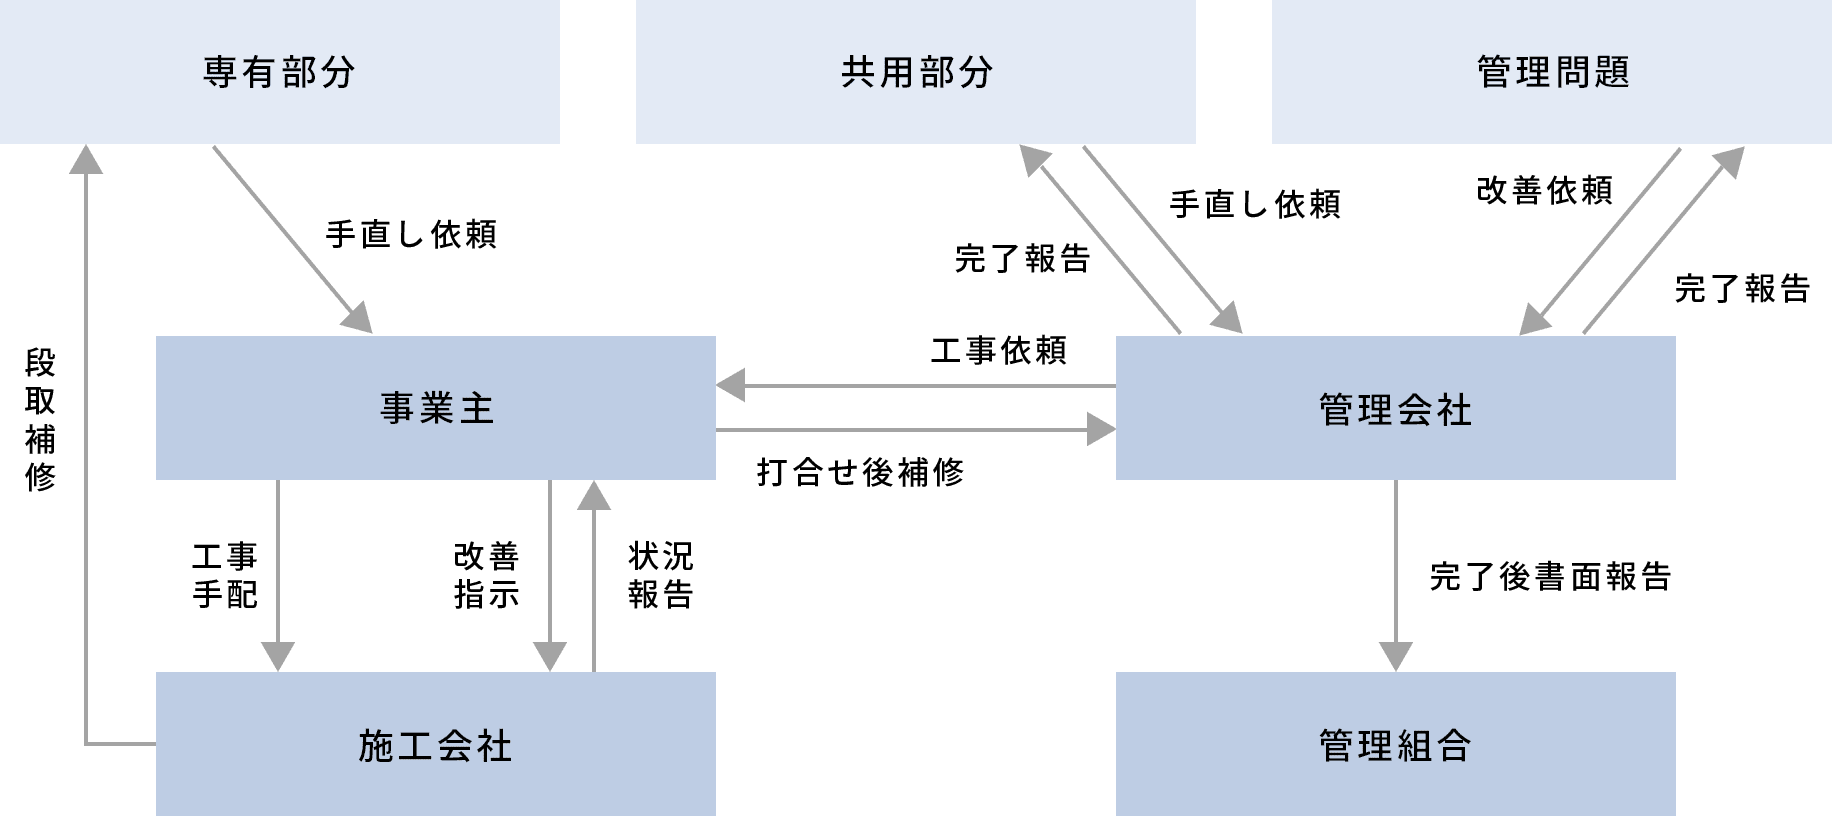 専有部分
共用部分
管理問題
手直し依頼
完了報告
手直し依頼
改善依頼
完了報告
段取補修
事業主
工事依頼
打合せ後補修
管理会社
工事
手配
改善
指示
状況
報告
完了後書面報告
施工会社
管理組合